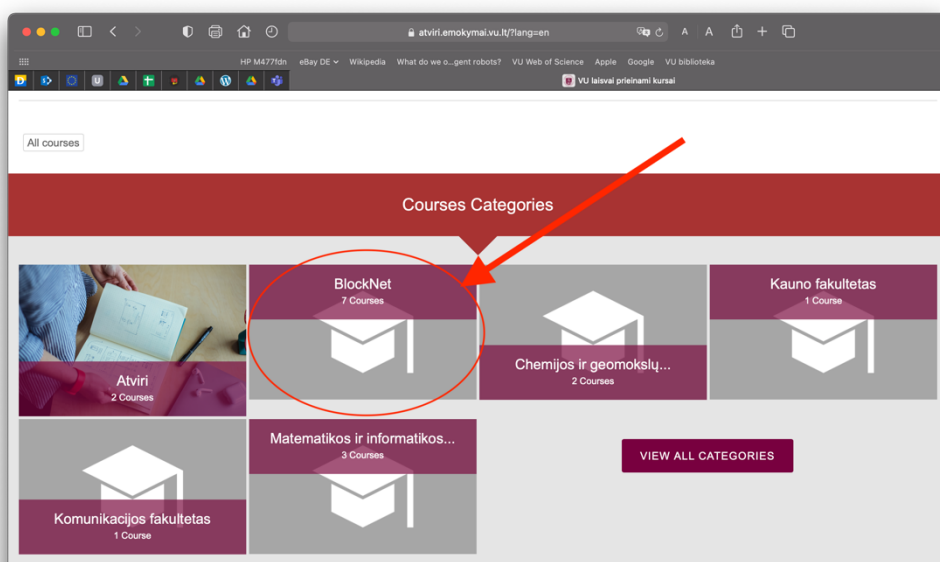 atviri.emokymai.vu.lt/?lang=en
A A
HP M477fdn eBay DE Wikipedia What do we o...gent robots? VU Web of Science Apple Google VU biblioteka
VU laisvai prieinami kursai
All courses
Courses Categories
BlockNet
7 Courses
Kauno fakultetas
1 Course
Chemijos ir geomokslų...
2 Courses
Atviri
2 Courses
Matematikos ir informatikos...
3 Courses
VIEW ALL CATEGORIES
Komunikacijos fakultetas
1 Course